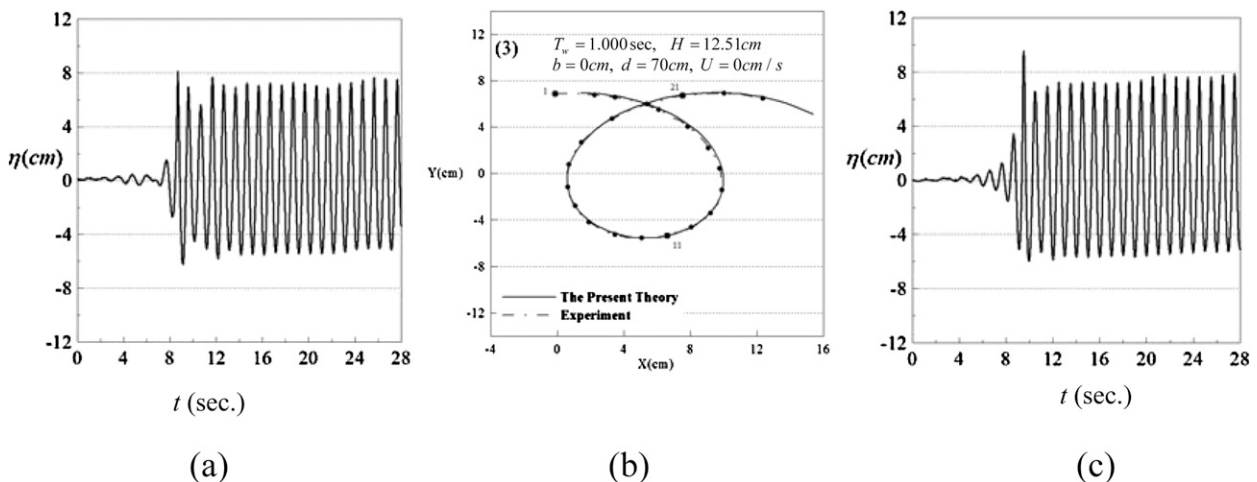 12
8
4
η(cm)
0
-4
-8
-12
0 4 8 12 16 20 24 28
t (sec.)
(a)
12
(3) T_w = 1.000 sec, H = 12.51cm
b = 0cm, d = 70cm, U = 0cm / s
8
1
21
4
Y(cm)
0
-4
11
-8
The Present Theory
-12
Experiment
-4 0 4 8 12 16
X(cm)
(b)
12
8
4
η(cm)
0
-4
-8
-12
0 4 8 12 16 20 24 28
t (sec.)
(c)